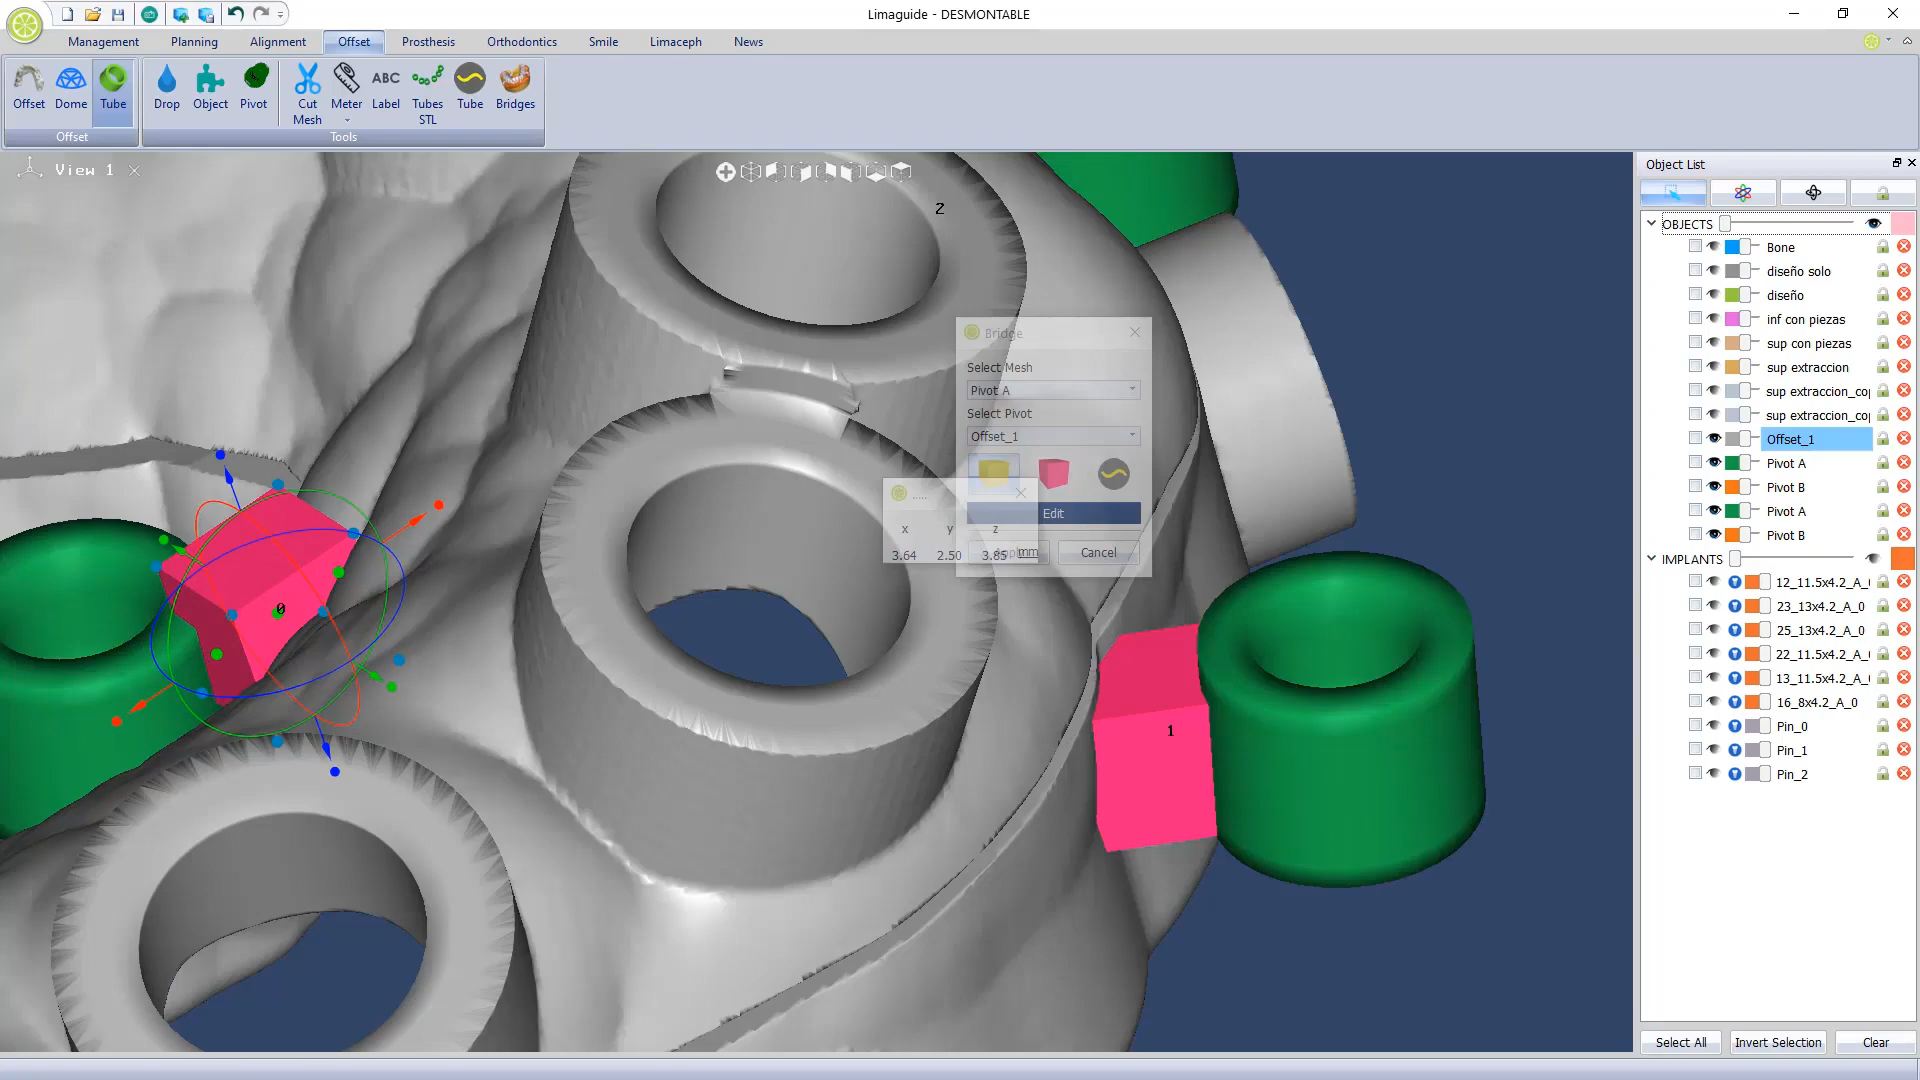 Limaguide - DESMONTABLE
Management Planning Alignment Offset Prosthesis Orthodontics Smile Limaceph News
Offset Dome Tube Drop Object Pivot Cut Mesh Meter ABC Label Tubes STL Tube Bridges
Offset Tools
View 1
2
0
1
Bridge
Select Mesh
Pivot A
Select Pivot
Offset_1
Edit
Cancel
.....
x y z
3.64 2.50 3.85 mm
Object List
OBJECTS
Bone
diseño solo
diseño
inf con piezas
sup con piezas
sup extraccion
sup extraccion_co
sup extraccion_co
Offset_1
Pivot A
Pivot B
Pivot A
Pivot B
IMPLANTS
12_11.5x4.2_A_
23_13x4.2_A_0
25_13x4.2_A_0
22_11.5x4.2_A_
13_11.5x4.2_A_
16_8x4.2_A_0
Pin_0
Pin_1
Pin_2
Select All Invert Selection Clear